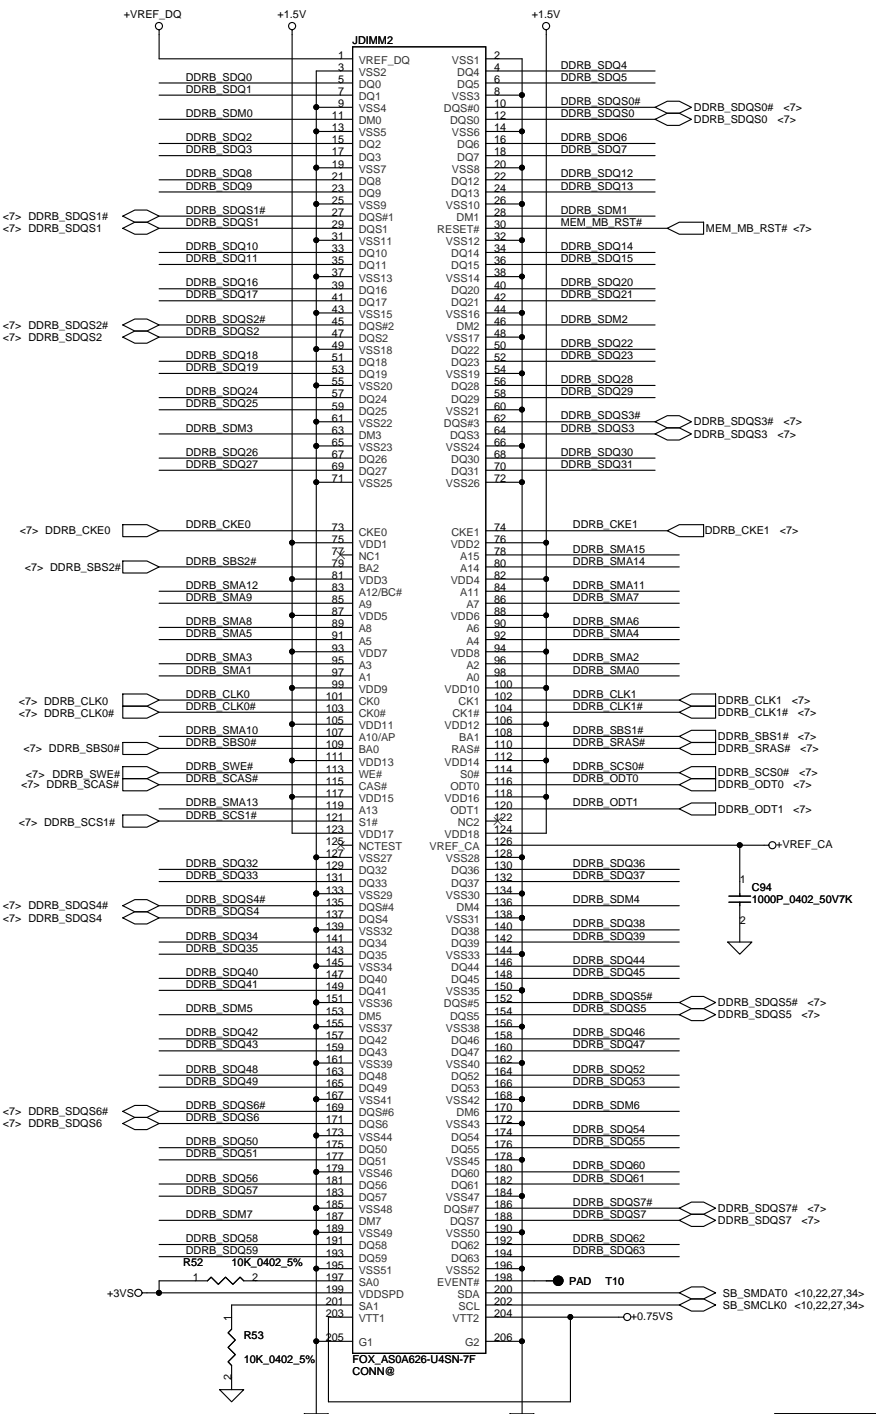 +VREF_DQ +1.5V +1.5V
JDIMM2
1 VREF_DQ VSS1 2
3 VSS2 DQ4 4 DDRB_SDQ4
DDRB_SDQ0 5 DQ0 DQ5 6 DDRB_SDQ5
DDRB_SDQ1 7 DQ1 VSS3 8
9 VSS4 DQS#0 10 DDRB_SDQS0# DDRB_SDQS0# <7>
DDRB_SDM0 11 DM0 DQS0 12 DDRB_SDQS0 DDRB_SDQS0 <7>
13 VSS5 VSS6 14
DDRB_SDQ2 15 DQ2 DQ6 16 DDRB_SDQ6
DDRB_SDQ3 17 DQ3 DQ7 18 DDRB_SDQ7
19 VSS7 VSS8 20
DDRB_SDQ8 21 DQ8 DQ12 22 DDRB_SDQ12
DDRB_SDQ9 23 DQ9 DQ13 24 DDRB_SDQ13
25 VSS9 VSS10 26
<7> DDRB_SDQS1# DDRB_SDQS1# 27 DQS#1 DM1 28 DDRB_SDM1
<7> DDRB_SDQS1 DDRB_SDQS1 29 DQS1 RESET# 30 MEM_MB_RST# MEM_MB_RST# <7>
31 VSS11 VSS12 32
DDRB_SDQ10 33 DQ10 DQ14 34 DDRB_SDQ14
DDRB_SDQ11 35 DQ11 DQ15 36 DDRB_SDQ15
37 VSS13 VSS14 38
DDRB_SDQ16 39 DQ16 DQ20 40 DDRB_SDQ20
DDRB_SDQ17 41 DQ17 DQ21 42 DDRB_SDQ21
43 VSS15 VSS16 44
<7> DDRB_SDQS2# DDRB_SDQS2# 45 DQS#2 DM2 46 DDRB_SDM2
<7> DDRB_SDQS2 DDRB_SDQS2 47 DQS2 VSS17 48
49 VSS18 DQ22 50 DDRB_SDQ22
DDRB_SDQ18 51 DQ18 DQ23 52 DDRB_SDQ23
DDRB_SDQ19 53 DQ19 VSS19 54
55 VSS20 DQ28 56 DDRB_SDQ28
DDRB_SDQ24 57 DQ24 DQ29 58 DDRB_SDQ29
DDRB_SDQ25 59 DQ25 VSS21 60
61 VSS22 DQS#3 62 DDRB_SDQS3# DDRB_SDQS3# <7>
DDRB_SDM3 63 DM3 DQS3 64 DDRB_SDQS3 DDRB_SDQS3 <7>
65 VSS23 VSS24 66
DDRB_SDQ26 67 DQ26 DQ30 68 DDRB_SDQ30
DDRB_SDQ27 69 DQ27 DQ31 70 DDRB_SDQ31
71 VSS25 VSS26 72
<7> DDRB_CKE0 DDRB_CKE0 73 CKE0 CKE1 74 DDRB_CKE1 DDRB_CKE1 <7>
75 VDD1 VDD2 76
77 NC1 A15 78 DDRB_SMA15
<7> DDRB_SBS2# DDRB_SBS2# 79 BA2 A14 80 DDRB_SMA14
81 VDD3 VDD4 82
DDRB_SMA12 83 A12/BC# A11 84 DDRB_SMA11
DDRB_SMA9 85 A9 A7 86 DDRB_SMA7
87 VDD5 VDD6 88
DDRB_SMA8 89 A8 A6 90 DDRB_SMA6
DDRB_SMA5 91 A5 A4 92 DDRB_SMA4
93 VDD7 VDD8 94
DDRB_SMA3 95 A3 A2 96 DDRB_SMA2
DDRB_SMA1 97 A1 A0 98 DDRB_SMA0
99 VDD9 VDD10 100
<7> DDRB_CLK0 DDRB_CLK0 101 CK0 CK1 102 DDRB_CLK1 DDRB_CLK1 <7>
<7> DDRB_CLK0# DDRB_CLK0# 103 CK0# CK1# 104 DDRB_CLK1# DDRB_CLK1# <7>
105 VDD11 VDD12 106
DDRB_SMA10 107 A10/AP BA1 108 DDRB_SBS1# DDRB_SBS1# <7>
<7> DDRB_SBS0# DDRB_SBS0# 109 BA0 RAS# 110 DDRB_SRAS# DDRB_SRAS# <7>
111 VDD13 VDD14 112
<7> DDRB_SWE# DDRB_SWE# 113 WE# S0# 114 DDRB_SCS0# DDRB_SCS0# <7>
<7> DDRB_SCAS# DDRB_SCAS# 115 CAS# ODT0 116 DDRB_ODT0 DDRB_ODT0 <7>
117 VDD15 VDD16 118
DDRB_SMA13 119 A13 ODT1 120 DDRB_ODT1 DDRB_ODT1 <7>
<7> DDRB_SCS1# DDRB_SCS1# 121 S1# NC2 122
123 VDD17 VDD18 124
125 NCTEST VREF_CA 126 +VREF_CA
127 VSS27 VSS28 128
DDRB_SDQ32 129 DQ32 DQ36 130 DDRB_SDQ36
DDRB_SDQ33 131 DQ33 DQ37 132 DDRB_SDQ37 1
133 VSS29 VSS30 134 C94
<7> DDRB_SDQS4# DDRB_SDQS4# 135 DQS#4 DM4 136 DDRB_SDM4 1000P_0402_50V7K
<7> DDRB_SDQS4 DDRB_SDQS4 137 DQS4 VSS31 138 2
139 VSS32 DQ38 140 DDRB_SDQ38
DDRB_SDQ34 141 DQ34 DQ39 142 DDRB_SDQ39
DDRB_SDQ35 143 DQ35 VSS33 144
145 VSS34 DQ44 146 DDRB_SDQ44
DDRB_SDQ40 147 DQ40 DQ45 148 DDRB_SDQ45
DDRB_SDQ41 149 DQ41 VSS35 150
151 VSS36 DQS#5 152 DDRB_SDQS5# DDRB_SDQS5# <7>
DDRB_SDM5 153 DM5 DQS5 154 DDRB_SDQS5 DDRB_SDQS5 <7>
155 VSS37 VSS38 156
DDRB_SDQ42 157 DQ42 DQ46 158 DDRB_SDQ46
DDRB_SDQ43 159 DQ43 DQ47 160 DDRB_SDQ47
161 VSS39 VSS40 162
DDRB_SDQ48 163 DQ48 DQ52 164 DDRB_SDQ52
DDRB_SDQ49 165 DQ49 DQ53 166 DDRB_SDQ53
167 VSS41 VSS42 168
<7> DDRB_SDQS6# DDRB_SDQS6# 169 DQS#6 DM6 170 DDRB_SDM6
<7> DDRB_SDQS6 DDRB_SDQS6 171 DQS6 VSS43 172
173 VSS44 DQ54 174 DDRB_SDQ54
DDRB_SDQ50 175 DQ50 DQ55 176 DDRB_SDQ55
DDRB_SDQ51 177 DQ51 VSS45 178
179 VSS46 DQ60 180 DDRB_SDQ60
DDRB_SDQ56 181 DQ56 DQ61 182 DDRB_SDQ61
DDRB_SDQ57 183 DQ57 VSS47 184
185 VSS48 DQS#7 186 DDRB_SDQS7# DDRB_SDQS7# <7>
DDRB_SDM7 187 DM7 DQS7 188 DDRB_SDQS7 DDRB_SDQS7 <7>
189 VSS49 VSS50 190
DDRB_SDQ58 191 DQ58 DQ62 192 DDRB_SDQ62
DDRB_SDQ59 193 DQ59 DQ63 194 DDRB_SDQ63
R52 10K_0402_5% 195 VSS51 VSS52 196
1 2 197 SA0 EVENT# 198 PAD T10
+3VS 199 VDDSPD SDA 200 SB_SMDAT0 <10,22,27,34>
201 SA1 SCL 202 SB_SMCLK0 <10,22,27,34>
1 203 VTT1 VTT2 204 +0.75VS
R53 205 G1 G2 206
10K_0402_5% FOX_AS0A626-U4SN-7F
2 CONN@